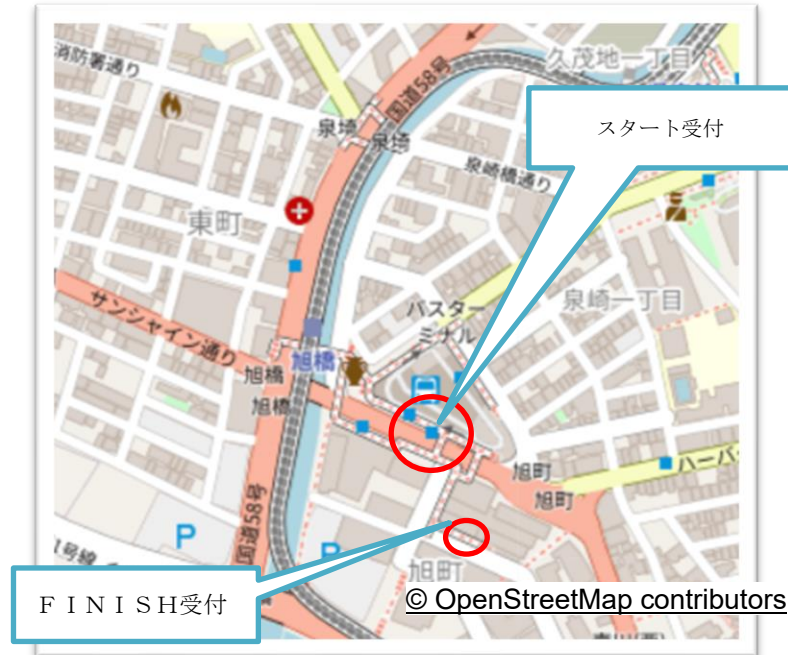 消防署通り
国道58号
久茂地一丁目
スタート受付
泉崎
泉崎
泉崎橋通り
東町
バスター
ミナル
泉崎一丁目
サンシャイン通り
旭橋
旭橋
旭橋
旭町
旭町
ハーバー
国道58号
P
P
1号線
旭町
FINISH受付
© OpenStreetMap contributors